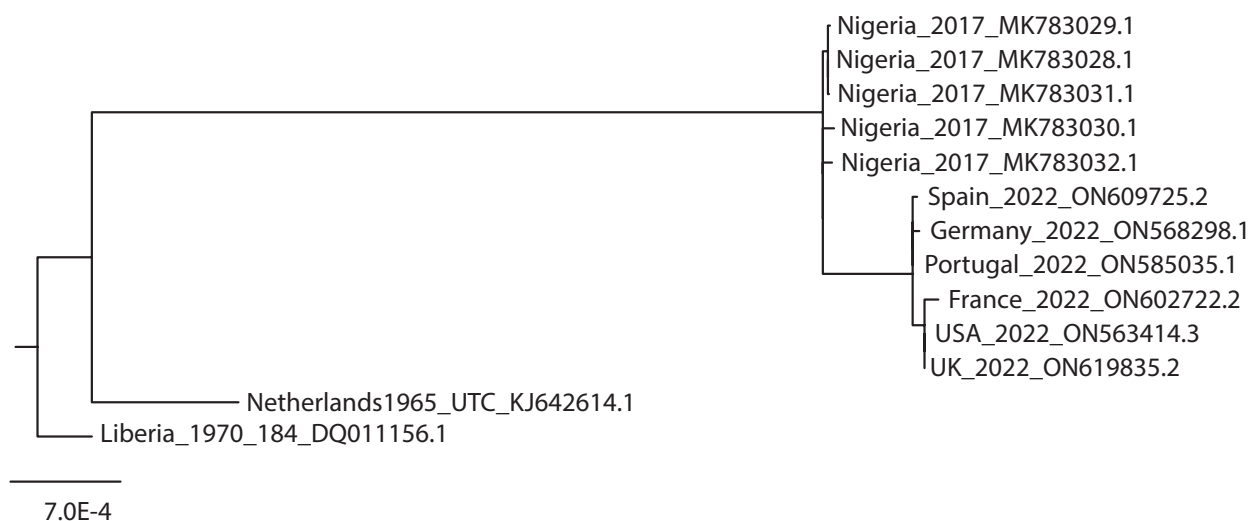 Nigeria_2017_MK783029.1
Nigeria_2017_MK783028.1
Nigeria_2017_MK783031.1
Nigeria_2017_MK783030.1
Nigeria_2017_MK783032.1
Spain_2022_ON609725.2
Germany_2022_ON568298.1
Portugal_2022_ON585035.1
France_2022_ON602722.2
USA_2022_ON563414.3
UK_2022_ON619835.2
Netherlands1965_UTC_KJ642614.1
Liberia_1970_184_DQ011156.1
7.0E-4